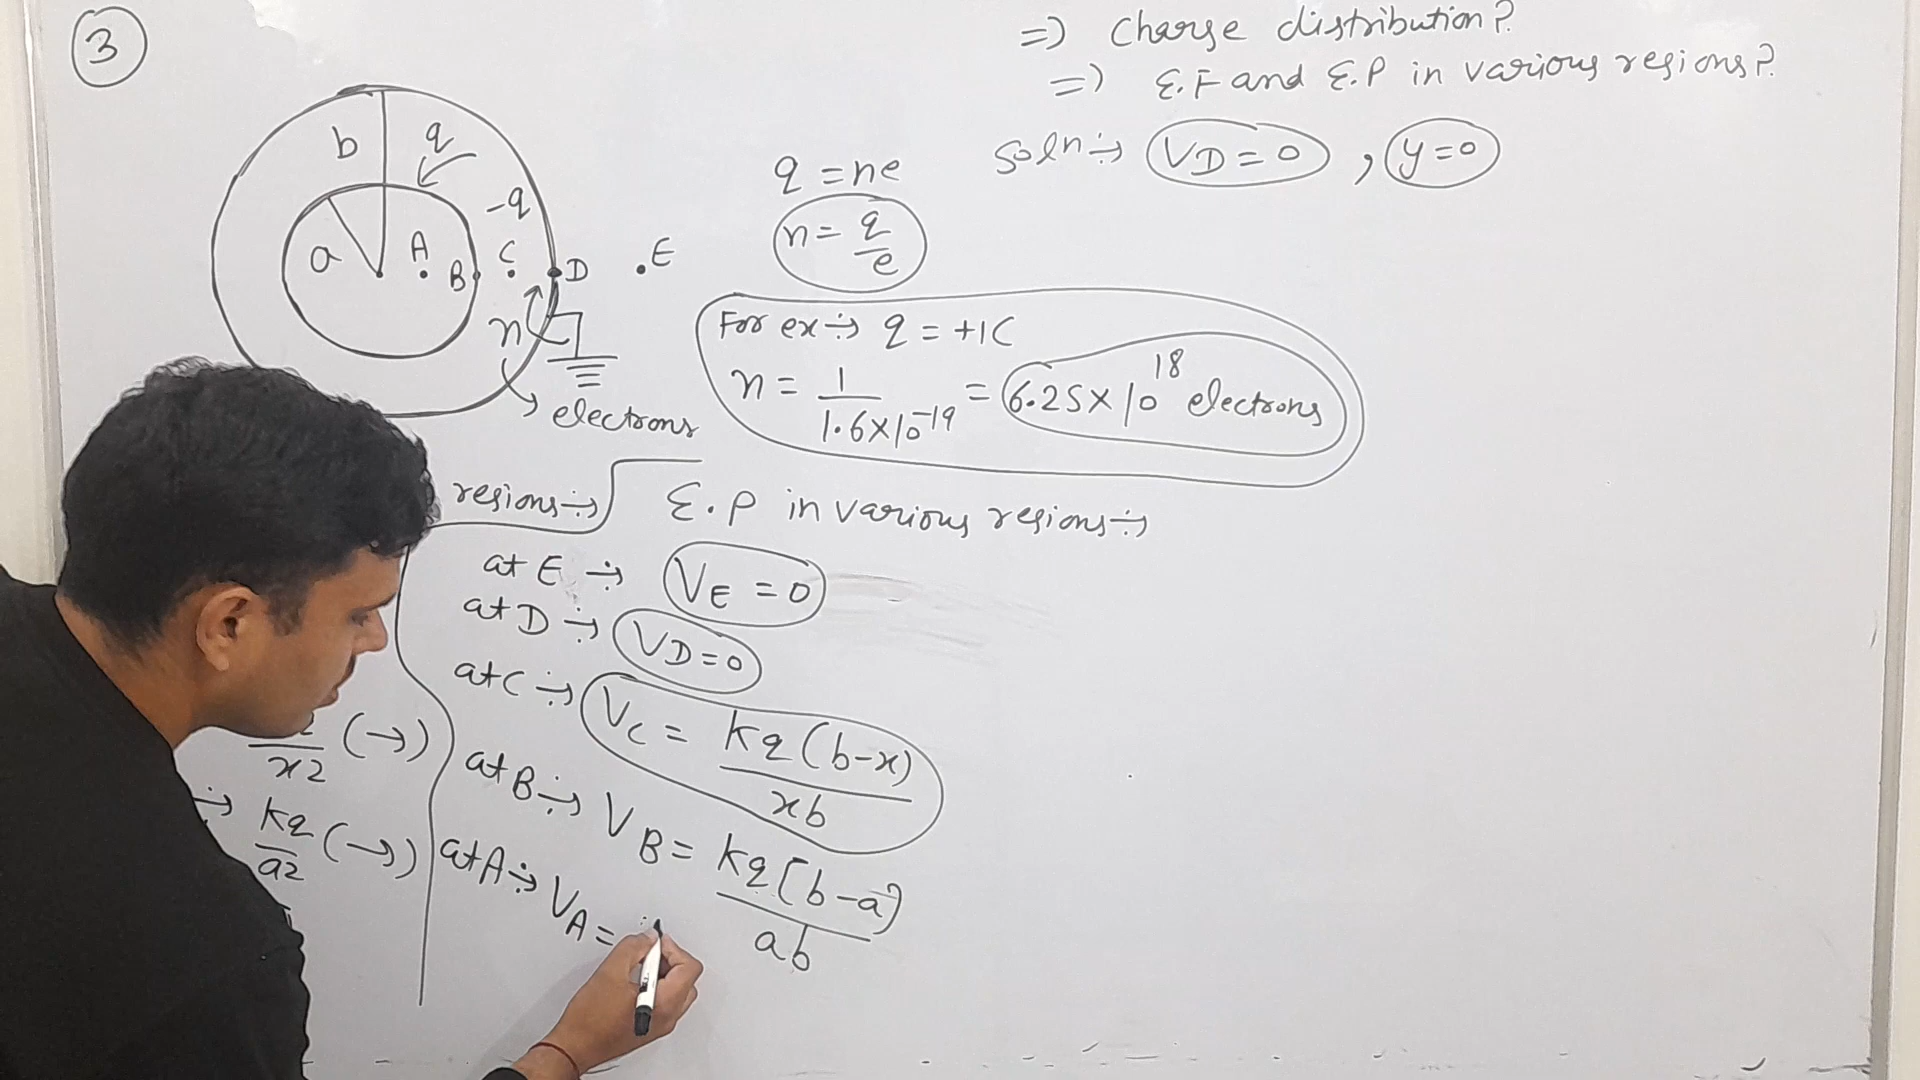 3
=> Charge distribution?
=> E.F and E.P in various regions?
soln ÷> VD = 0 , y = 0
b
q
-q
a
A
B
C
D
E
n
electrons
q = ne
n = q/e
For ex ÷> q = +1C
n = 1/1.6×10^-19 = 6.25×10^18 electrons
regions ÷>
E.P in various regions ÷>
at E ÷> VE = 0
at D ÷> VD = 0
at C ÷> VC = kq(b-x)/xb
at B ÷> VB = kq(b-a)/ab
at A ÷> VA =
x2 (→)
÷> kq/a2 (→)